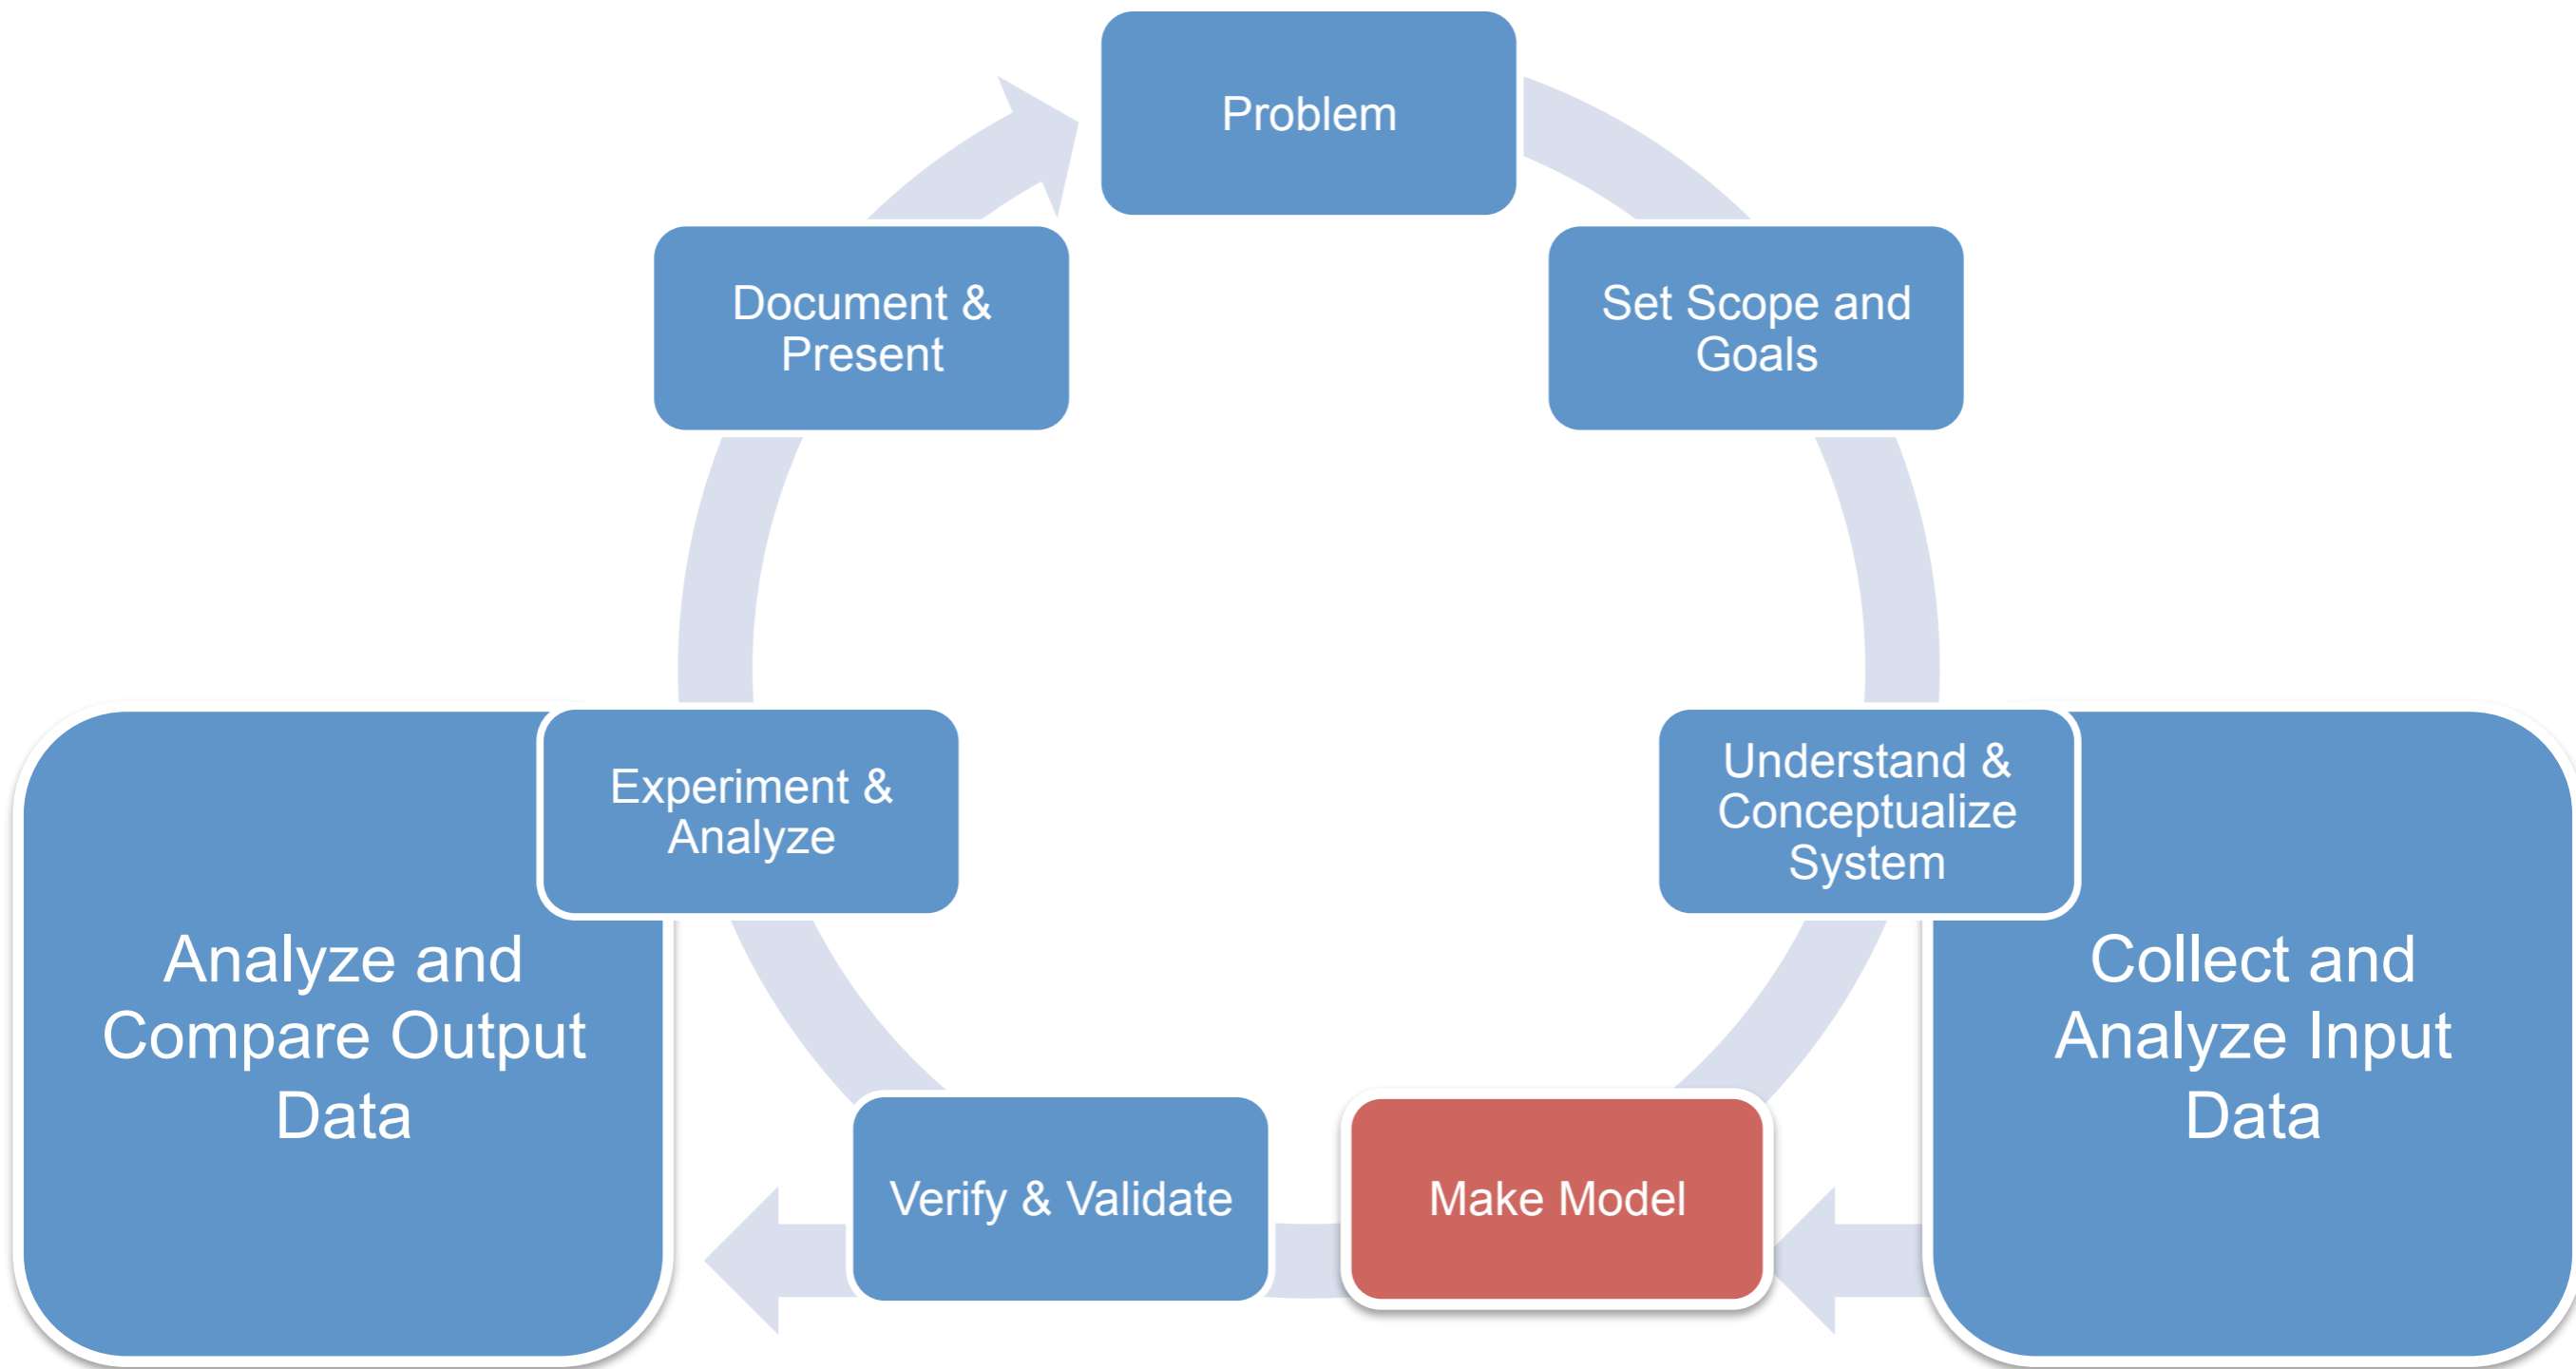 Problem
Set Scope and
Goals
Understand &
Conceptualize
System
Collect and
Analyze Input
Data
Make Model
Verify & Validate
Analyze and
Compare Output
Data
Experiment &
Analyze
Document &
Present